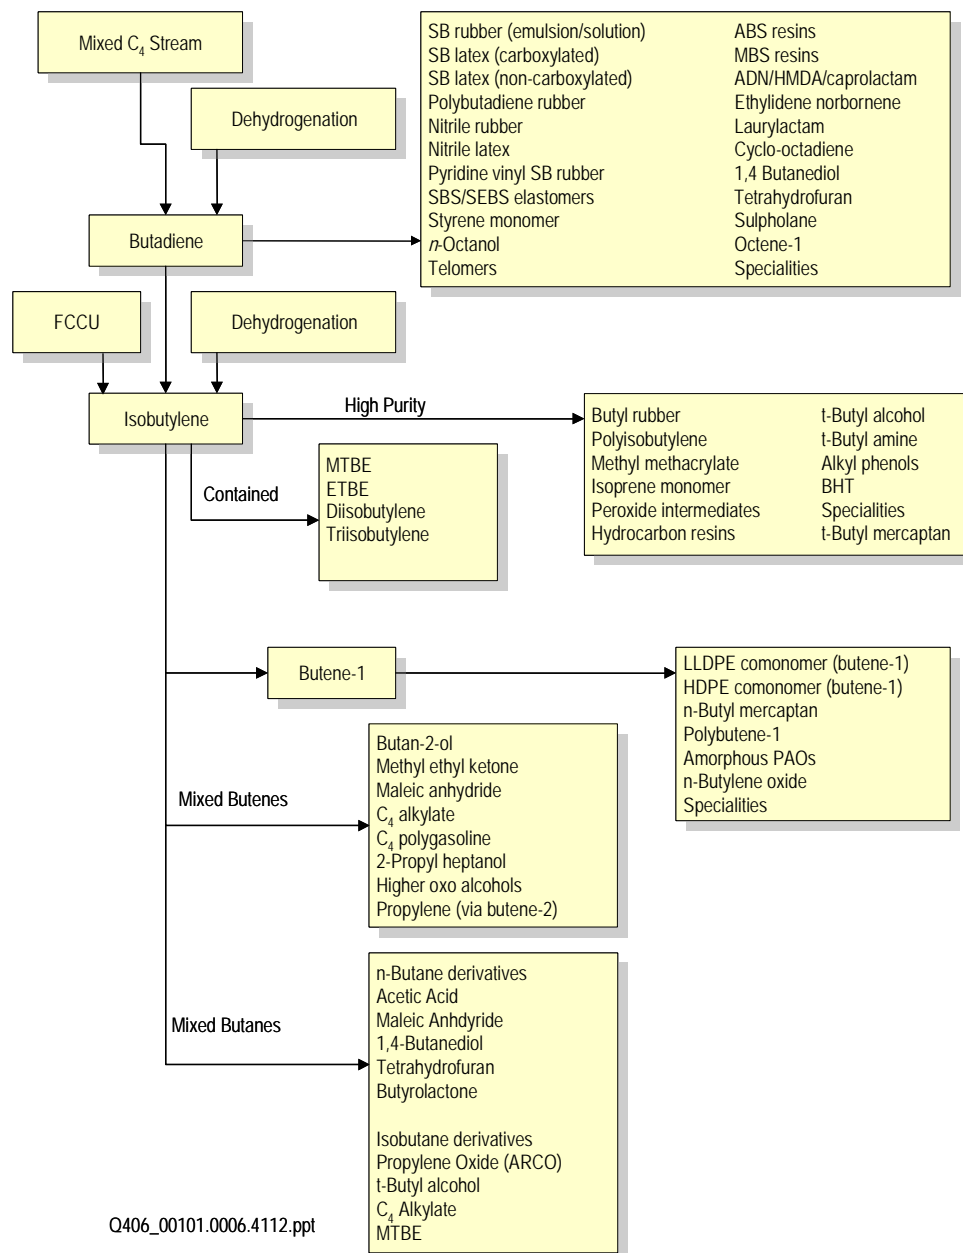 Mixed C4 Stream
Dehydrogenation
Butadiene
SB rubber (emulsion/solution)
SB latex (carboxylated)
SB latex (non-carboxylated)
Polybutadiene rubber
Nitrile rubber
Nitrile latex
Pyridine vinyl SB rubber
SBS/SEBS elastomers
Styrene monomer
n-Octanol
Telomers
ABS resins
MBS resins
ADN/HMDA/caprolactam
Ethylidene norbornene
Laurylactam
Cyclo-octadiene
1,4 Butanediol
Tetrahydrofuran
Sulpholane
Octene-1
Specialities
FCCU
Dehydrogenation
Isobutylene
High Purity
Butyl rubber
Polyisobutylene
Methyl methacrylate
Isoprene monomer
Peroxide intermediates
Hydrocarbon resins
t-Butyl alcohol
t-Butyl amine
Alkyl phenols
BHT
Specialities
t-Butyl mercaptan
Contained
MTBE
ETBE
Diisobutylene
Triisobutylene
Butene-1
LLDPE comonomer (butene-1)
HDPE comonomer (butene-1)
n-Butyl mercaptan
Polybutene-1
Amorphous PAOs
n-Butylene oxide
Specialities
Mixed Butenes
Butan-2-ol
Methyl ethyl ketone
Maleic anhydride
C4 alkylate
C4 polygasoline
2-Propyl heptanol
Higher oxo alcohols
Propylene (via butene-2)
Mixed Butanes
n-Butane derivatives
Acetic Acid
Maleic Anhdyride
1,4-Butanediol
Tetrahydrofuran
Butyrolactone
Isobutane derivatives
Propylene Oxide (ARCO)
t-Butyl alcohol
C4 Alkylate
MTBE
Q406_00101.0006.4112.ppt